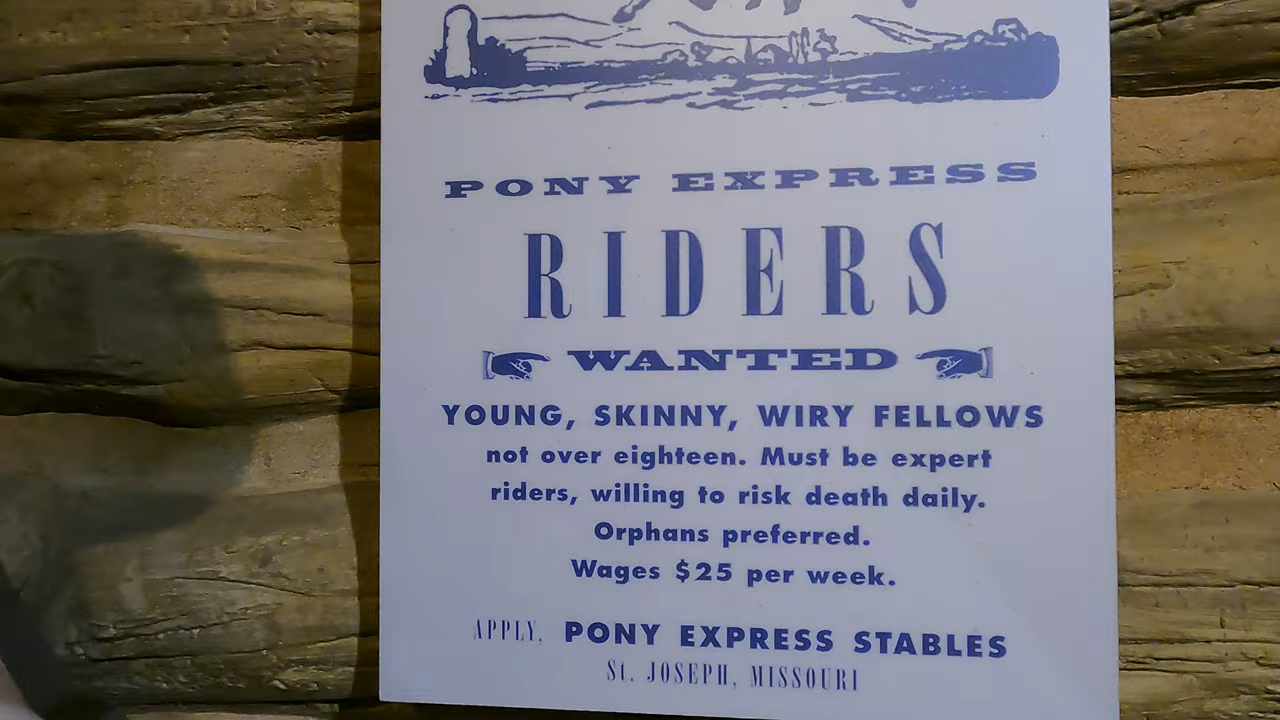 PONY EXPRESS
RIDERS
WANTED
YOUNG, SKINNY, WIRY FELLOWS
not over eighteen. Must be expert
riders, willing to risk death daily.
Orphans preferred.
Wages $25 per week.
APPLY, PONY EXPRESS STABLES
St. JOSEPH, MISSOURI